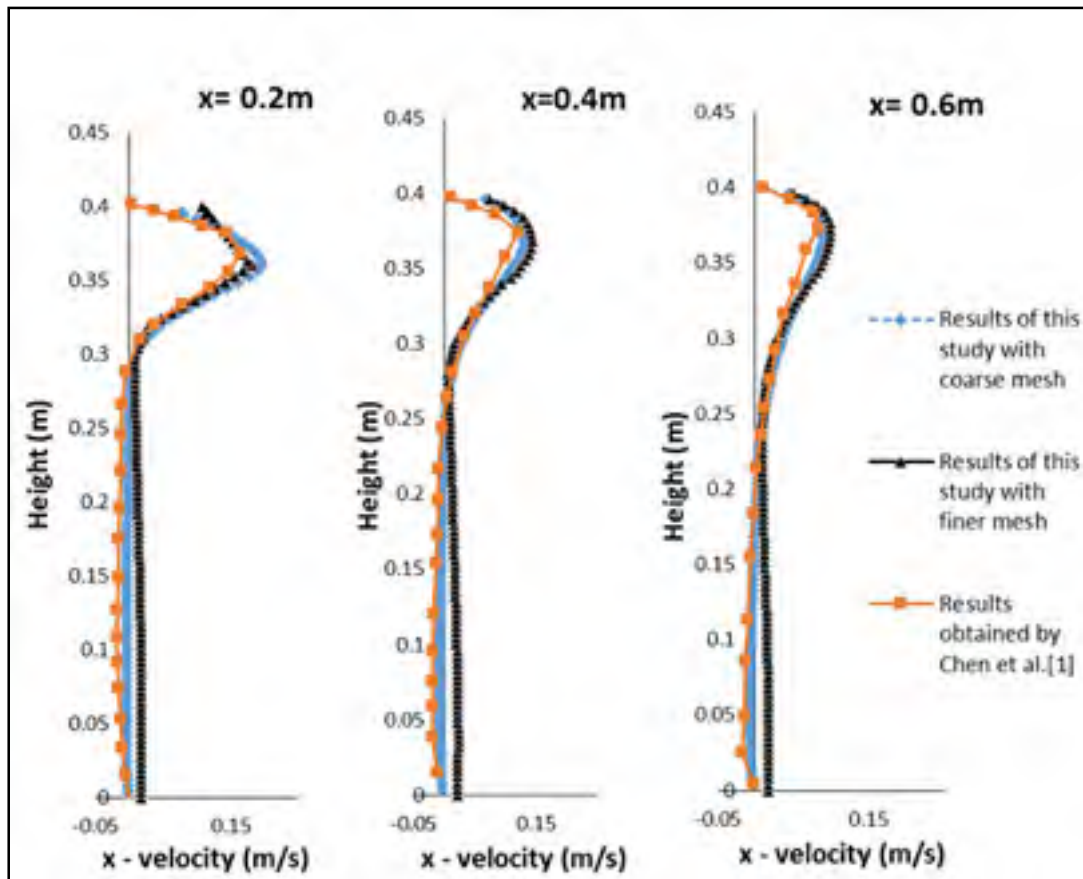 x= 0.2m
0.45
0.4
0.35
0.3
0.25
0.2
0.15
0.1
0.05
0
Height (m)
-0.05 0.15
x - velocity (m/s)
x=0.4m
0.45
0.4
0.35
0.3
0.25
0.2
0.15
0.1
0.05
0
Height (m)
-0.05 0.15
x - velocity (m/s)
x= 0.6m
0.45
0.4
0.35
0.3
0.25
0.2
0.15
0.1
0.05
0
Height (m)
-0.05 0.15
x - velocity (m/s)
Results of this
study with
coarse mesh
Results of this
study with
finer mesh
Results
obtained by
Chen et al.[1]